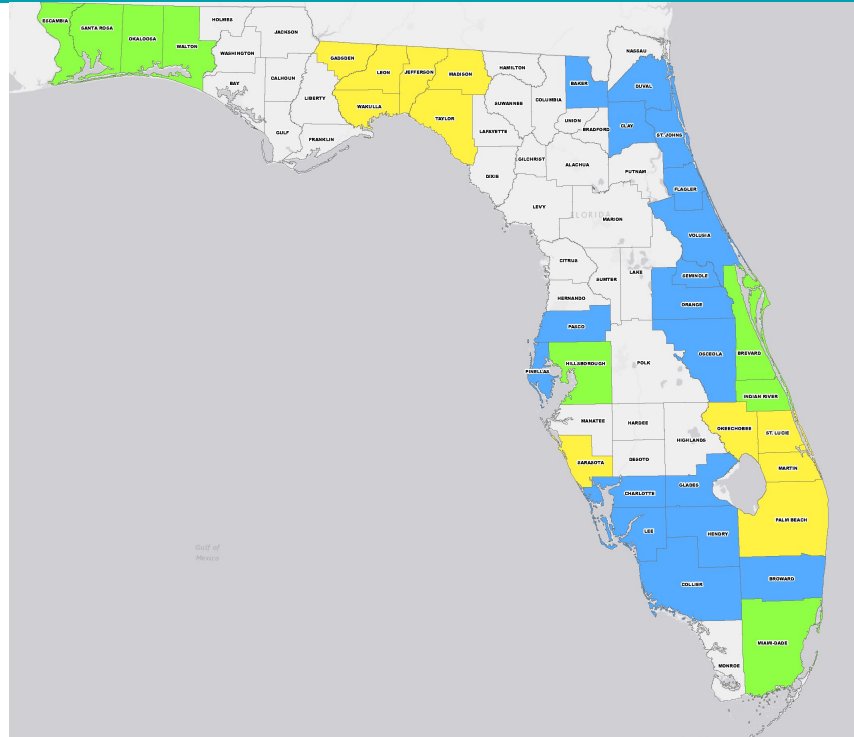 ESCAMBIA
SANTA ROSA
OKALOOSA
WALTON
HOLMES
JACKSON
WASHINGTON
BAY
CALHOUN
GULF
LIBERTY
FRANKLIN
GADSDEN
LEON
JEFFERSON
MADISON
WAKULLA
TAYLOR
HAMILTON
SUWANNEE
COLUMBIA
LAFAYETTE
DIXIE
GILCHRIST
BAKER
NASSAU
DUVAL
UNION
BRADFORD
CLAY
ST. JOHNS
ALACHUA
PUTNAM
FLAGLER
LEVY
FLORIDA
MARION
VOLUSIA
CITRUS
SUMTER
LAKE
SEMINOLE
HERNANDO
ORANGE
PASCO
OSCEOLA
BREVARD
PINELLAS
HILLSBOROUGH
POLK
INDIAN RIVER
MANATEE
HARDEE
HIGHLANDS
OKEECHOBEE
ST. LUCIE
SARASOTA
DESOTO
MARTIN
CHARLOTTE
GLADES
PALM BEACH
LEE
HENDRY
Gulf of
Mexico
COLLIER
BROWARD
MIAMI-DADE
MONROE